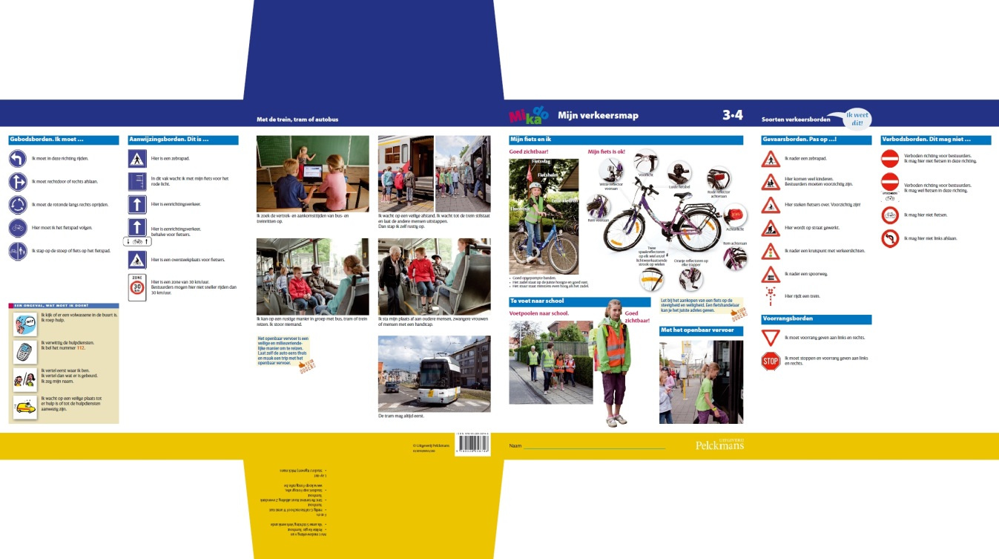 Met de trein, tram of autobus
Mikado
Mijn verkeersmap
3•4
Soorten verkeersborden
Ik weet
dit!
Gebodsborden. Ik moet ...
Ik moet in deze richting rijden.
Ik moet rechtdoor of rechts afslaan.
Ik moet de rotonde langs rechts oprijden.
Hier moet ik het fietspad volgen.
Ik stap op de stoep of fiets op het fietspad.
EEN ONGEVAL, WAT MOET IK DOEN?
Ik kijk of er een volwassene in de buurt is.
Ik roep hulp.
Ik verwittig de hulpdiensten.
Ik bel het nummer 112.
Ik vertel eerst waar ik ben.
Ik vertel dan wat er is gebeurd.
Ik zeg mijn naam.
Ik wacht op een veilige plaats tot
er hulp is of tot de hulpdiensten
aanwezig zijn.
Aanwijzingsborden. Dit is ...
Hier is een zebrapad.
In dit vak wacht ik met mijn fiets voor het
rode licht.
Hier is eenrichtingsverkeer.
Hier is eenrichtingsverkeer,
behalve voor fietsers.
Hier is een oversteekplaats voor fietsers.
ZONE
30
Hier is een zone van 30 km/uur.
Bestuurders mogen hier niet sneller rijden dan
30 km/uur.
Ik zoek de vertrek- en aankomsttijden van bus- en
treinritten op.
Ik wacht op een veilige afstand. Ik wacht tot de trein stilstaat
en laat de andere mensen uitstappen.
Dan stap ik zelf rustig op.
Ik kan op een rustige manier in groep met bus, tram of trein
reizen. Ik stoor niemand.
Ik sta mijn plaats af aan oudere mensen, zwangere vrouwen
of mensen met een handicap.
Het openbaar vervoer is een
veilige en milieuvriende-
lijke manier om te reizen.
Laat zelf de auto eens thuis
en maak een trip met het
openbaar vervoer.
VOOR
OUDERS
De tram mag altijd eerst.
Mijn fiets en ik
Goed zichtbaar!
Fietsvlag
Fietshelm
Felle kleuren
Mijn fiets is ok!
Witte reflector
vooraan
Voorlicht
Luide fietsbel
Rode reflector
achteraan
Rem vooraan
Achterlicht
Rem achteraan
Twee
spaakreflectoren
op elk wiel en/of
lichtweerkaatsende
strook op wielen
Oranje reflectoren op
elke trapper
• Goed opgepompte banden.
• Het zadel staat op de juiste hoogte en goed vast.
• Het stuur staat minstens even hoog als het zadel.
Te voet naar school
Voetpoolen naar school.
Goed
zichtbaar!
Let bij het aankopen van een fiets op de
stevigheid en veiligheid. Een fietshandelaar
kan je het juiste advies geven.
VOOR
OUDERS
Met het openbaar vervoer
Gevaarsborden. Pas op ...!
Ik nader een zebrapad.
Hier komen veel kinderen.
Bestuurders moeten voorzichtig zijn.
Hier steken fietsers over. Voorzichtig zijn!
Hier wordt op straat gewerkt.
Ik nader een kruispunt met verkeerslichten.
Ik nader een spoorweg.
Hier rijdt een trein.
Voorrangsborden
Ik moet voorrang geven aan links en rechts.
STOP
Ik moet stoppen en voorrang geven aan links
en rechts.
Verbodsborden. Dit mag niet ...
Verboden richting voor bestuurders.
Ik mag hier niet fietsen in deze richting.
Verboden richting voor bestuurders.
Ik mag wel fietsen in deze richting.
Ik mag hier niet fietsen.
Ik mag hier niet links afslaan.
© Uitgeverij Pelckmans
Naam
UITGEVERIJ
Pelckmans
Met medewerking van